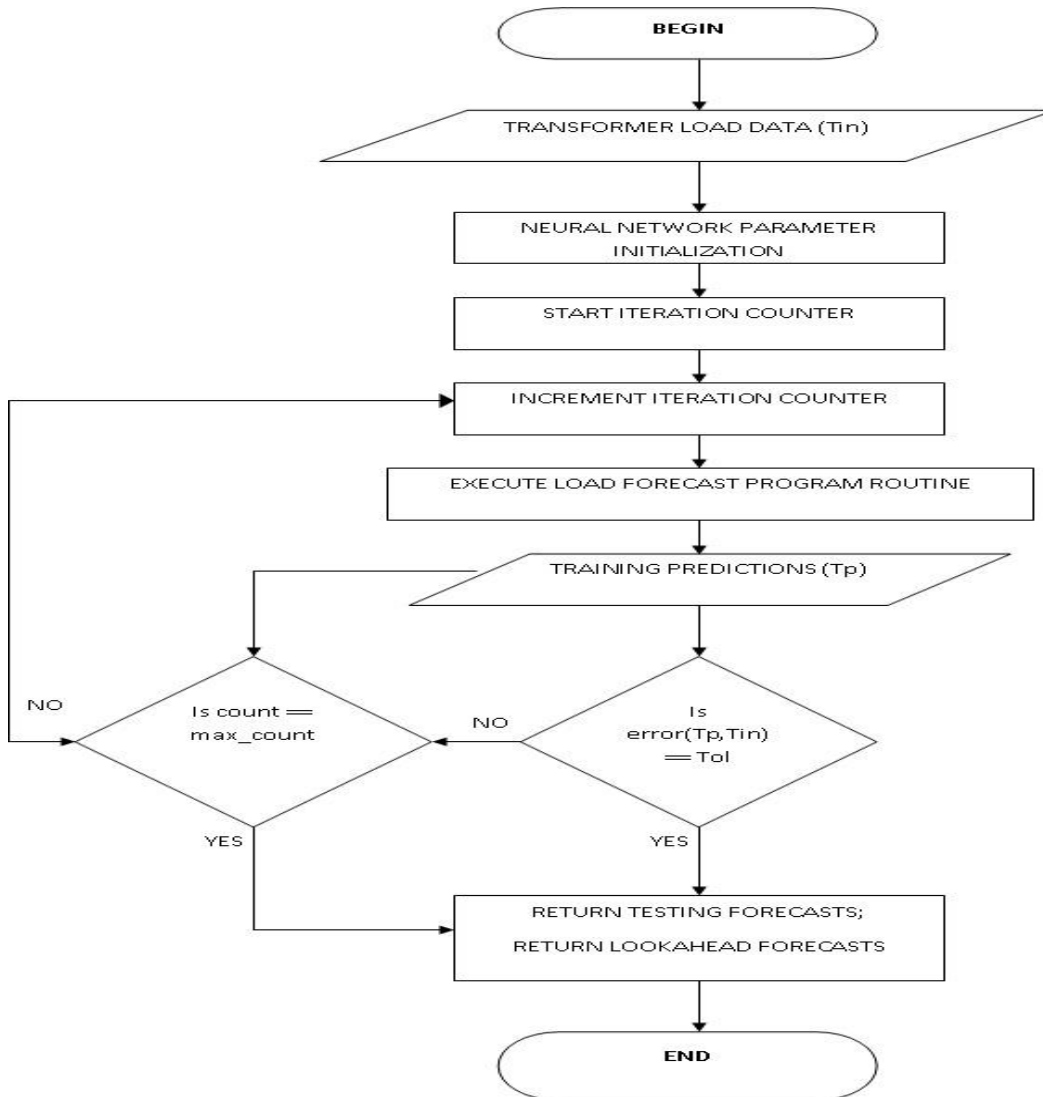 BEGIN
TRANSFORMER LOAD DATA (Tin)
NEURAL NETWORK PARAMETER
INITIALIZATION
START ITERATION COUNTER
INCREMENT ITERATION COUNTER
EXECUTE LOAD FORECAST PROGRAM ROUTINE
TRAINING PREDICTIONS (Tp)
NO
Is count ==
max_count
NO
Is
error(Tp,Tin)
== Tol
YES
YES
RETURN TESTING FORECASTS;
RETURN LOOKAHEAD FORECASTS
END